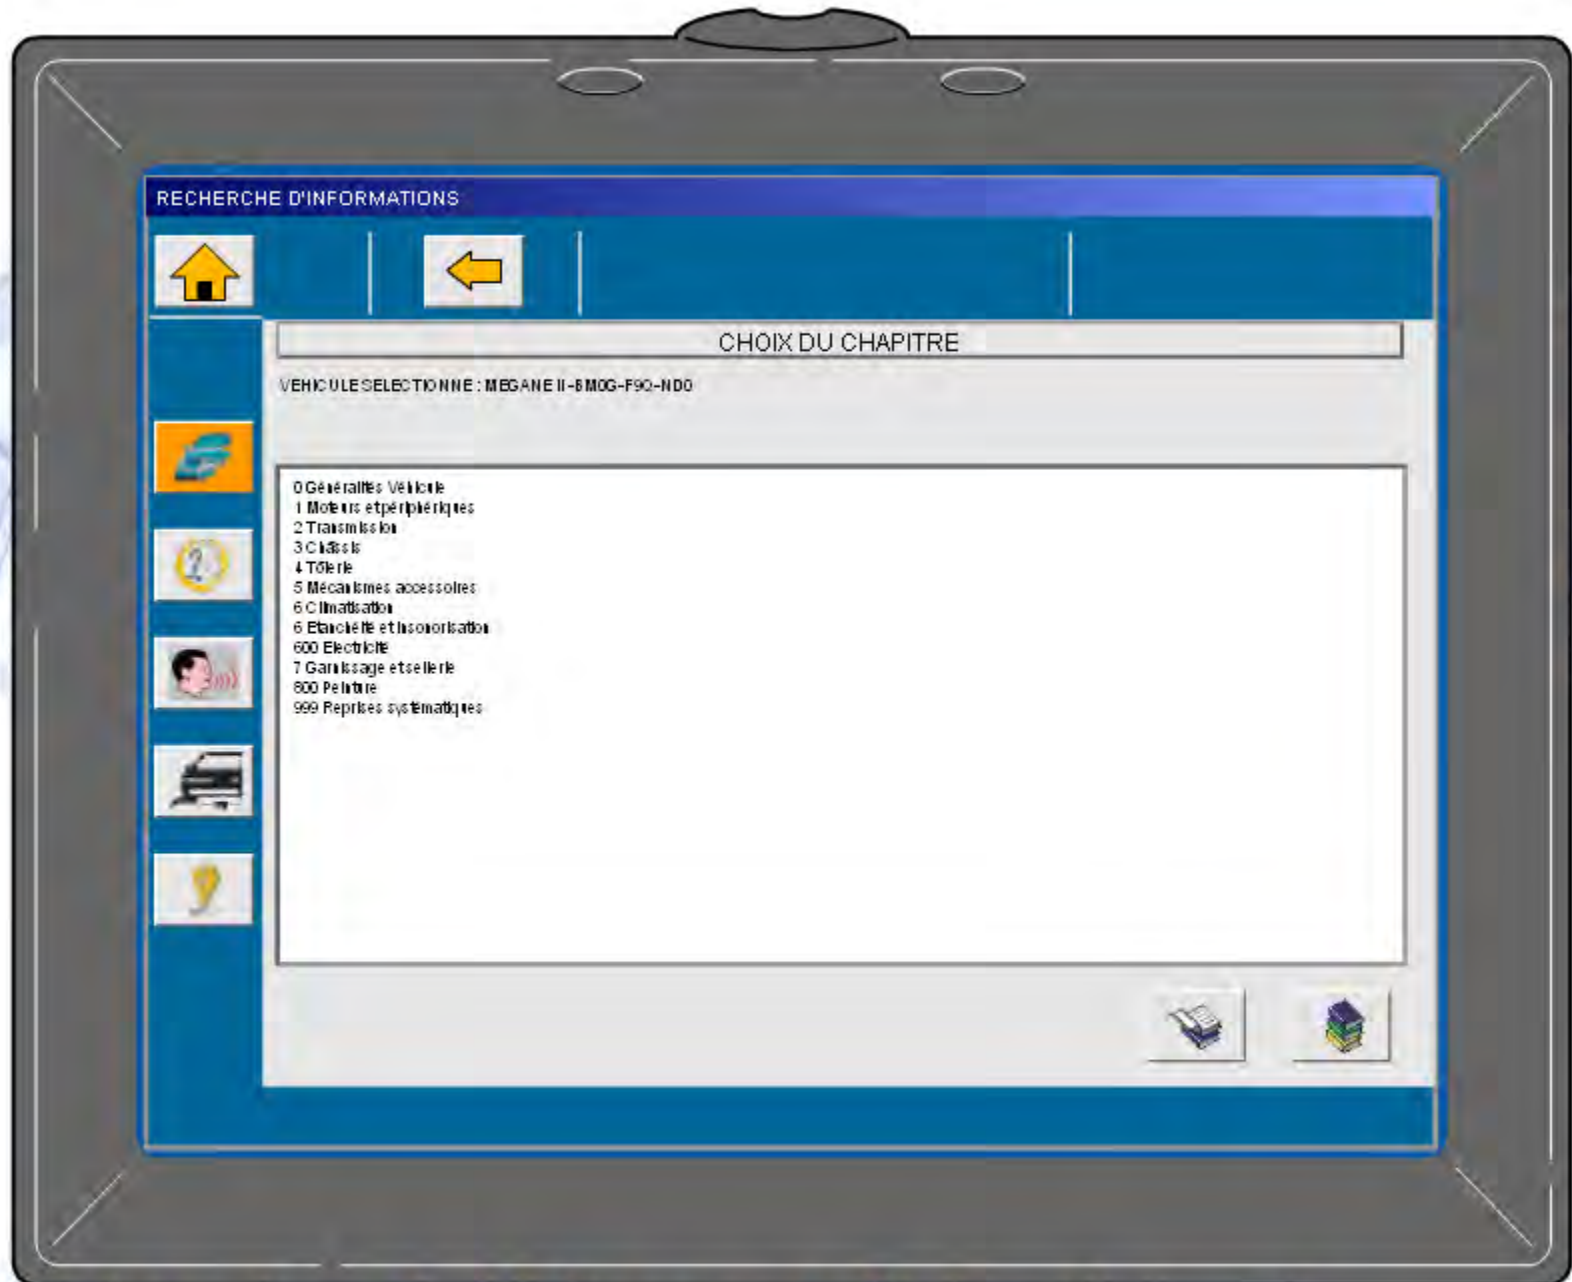 RECHERCHE D'INFORMATIONS
CHOIX DU CHAPITRE
VEHICULE SELECTIONNE : MEGANE II-BM0G-F9Q-ND0
0 Généralités Véhicule
1 Moteurs et périphériques
2 Transmission
3 Châssis
4 Tôlerie
5 Mécanismes accessoires
6 Climatisation
6 Etanchéité et insonorisation
600 Electricité
7 Garnissage et sellerie
800 Peinture
999 Reprises systématiques